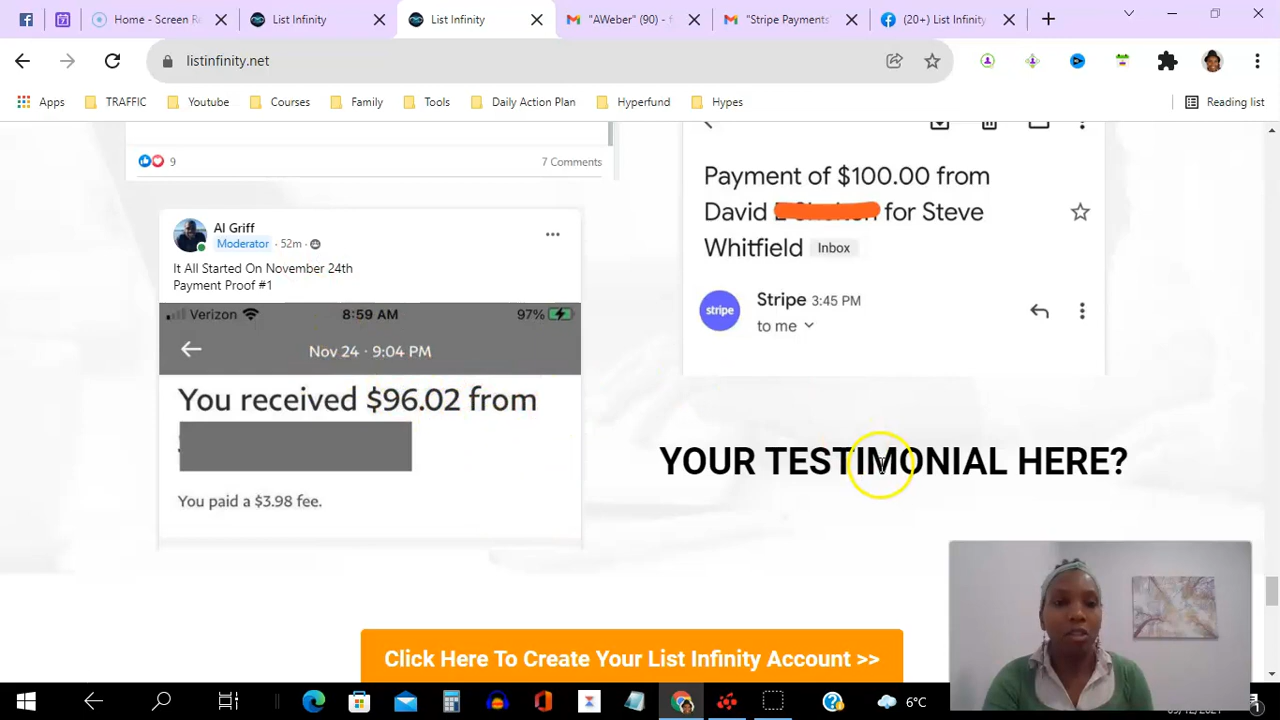 Home - Screen Re
List Infinity
List Infinity
"AWeber" (90) - f
"Stripe Payments
(20+) List Infinity
listinfinity.net
Apps
TRAFFIC
Youtube
Courses
Family
Tools
Daily Action Plan
Hyperfund
Hypes
Reading list
9
7 Comments
Al Griff
Moderator · 52m ·
It All Started On November 24th
Payment Proof #1
Verizon
8:59 AM
97%
Nov 24 · 9:04 PM
You received $96.02 from
You paid a $3.98 fee.
Payment of $100.00 from
David for Steve
Whitfield Inbox
stripe
Stripe 3:45 PM
to me
YOUR TESTIMONIAL HERE?
Click Here To Create Your List Infinity Account >>
6°C